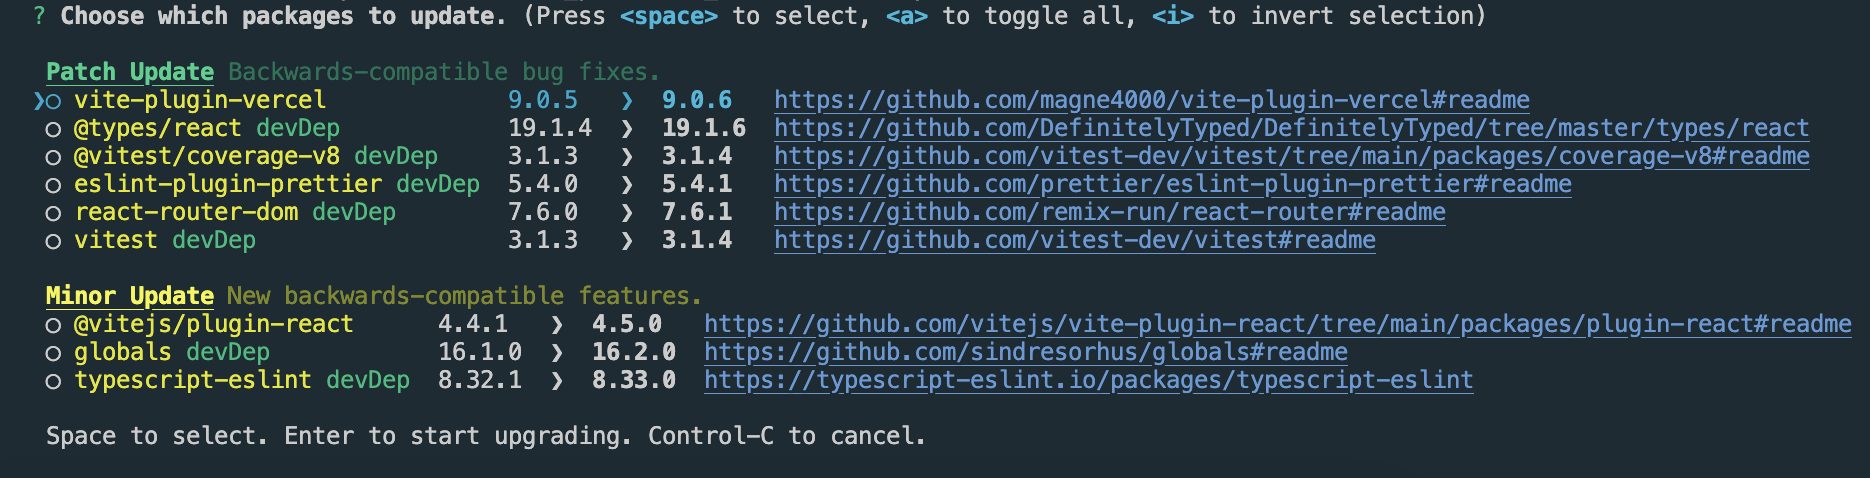 ? Choose which packages to update. (Press <space> to select, <a> to toggle all, <i> to invert selection)
Patch Update Backwards-compatible bug fixes.
❯○ vite-plugin-vercel 9.0.5 ❯ 9.0.6 https://github.com/magne4000/vite-plugin-vercel#readme
○ @types/react devDep 19.1.4 ❯ 19.1.6 https://github.com/DefinitelyTyped/DefinitelyTyped/tree/master/types/react
○ @vitest/coverage-v8 devDep 3.1.3 ❯ 3.1.4 https://github.com/vitest-dev/vitest/tree/main/packages/coverage-v8#readme
○ eslint-plugin-prettier devDep 5.4.0 ❯ 5.4.1 https://github.com/prettier/eslint-plugin-prettier#readme
○ react-router-dom devDep 7.6.0 ❯ 7.6.1 https://github.com/remix-run/react-router#readme
○ vitest devDep 3.1.3 ❯ 3.1.4 https://github.com/vitest-dev/vitest#readme
Minor Update New backwards-compatible features.
○ @vitejs/plugin-react 4.4.1 ❯ 4.5.0 https://github.com/vitejs/vite-plugin-react/tree/main/packages/plugin-react#readme
○ globals devDep 16.1.0 ❯ 16.2.0 https://github.com/sindresorhus/globals#readme
○ typescript-eslint devDep 8.32.1 ❯ 8.33.0 https://typescript-eslint.io/packages/typescript-eslint
Space to select. Enter to start upgrading. Control-C to cancel.